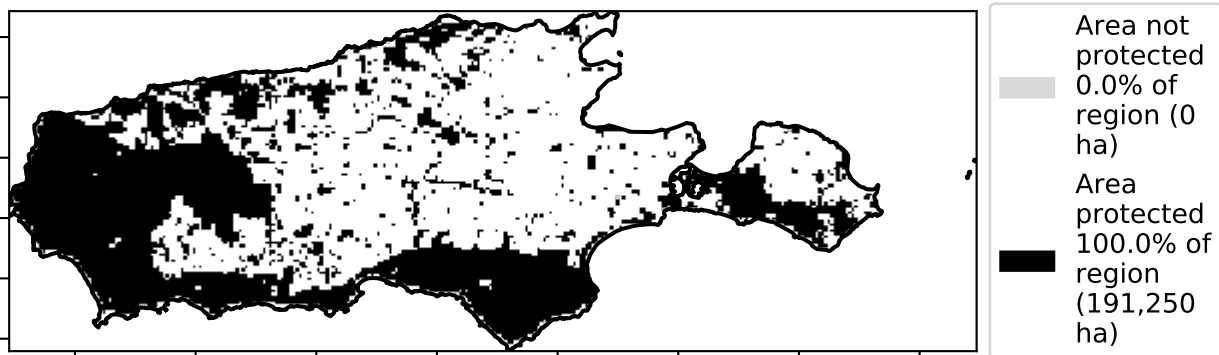 Area not
protected
0.0% of
region (0
ha)
Area
protected
100.0% of
region
(191,250
ha)